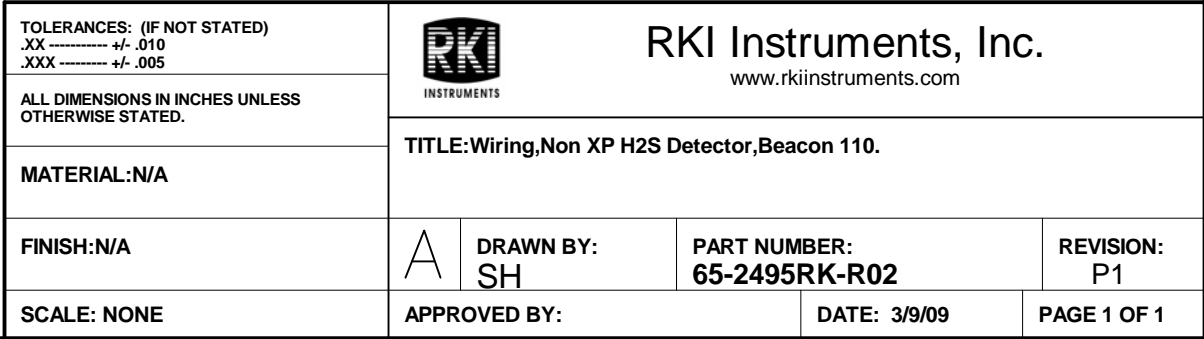 TOLERANCES: (IF NOT STATED)
.XX ----------- +/- .010
.XXX --------- +/- .005
ALL DIMENSIONS IN INCHES UNLESS
OTHERWISE STATED.
MATERIAL:N/A
FINISH:N/A
SCALE: NONE
RKI
INSTRUMENTS
RKI Instruments, Inc.
www.rkiinstruments.com
TITLE:Wiring,Non XP H2S Detector,Beacon 110.
A
DRAWN BY:
SH
PART NUMBER:
65-2495RK-R02
REVISION:
P1
APPROVED BY:
DATE: 3/9/09
PAGE 1 OF 1